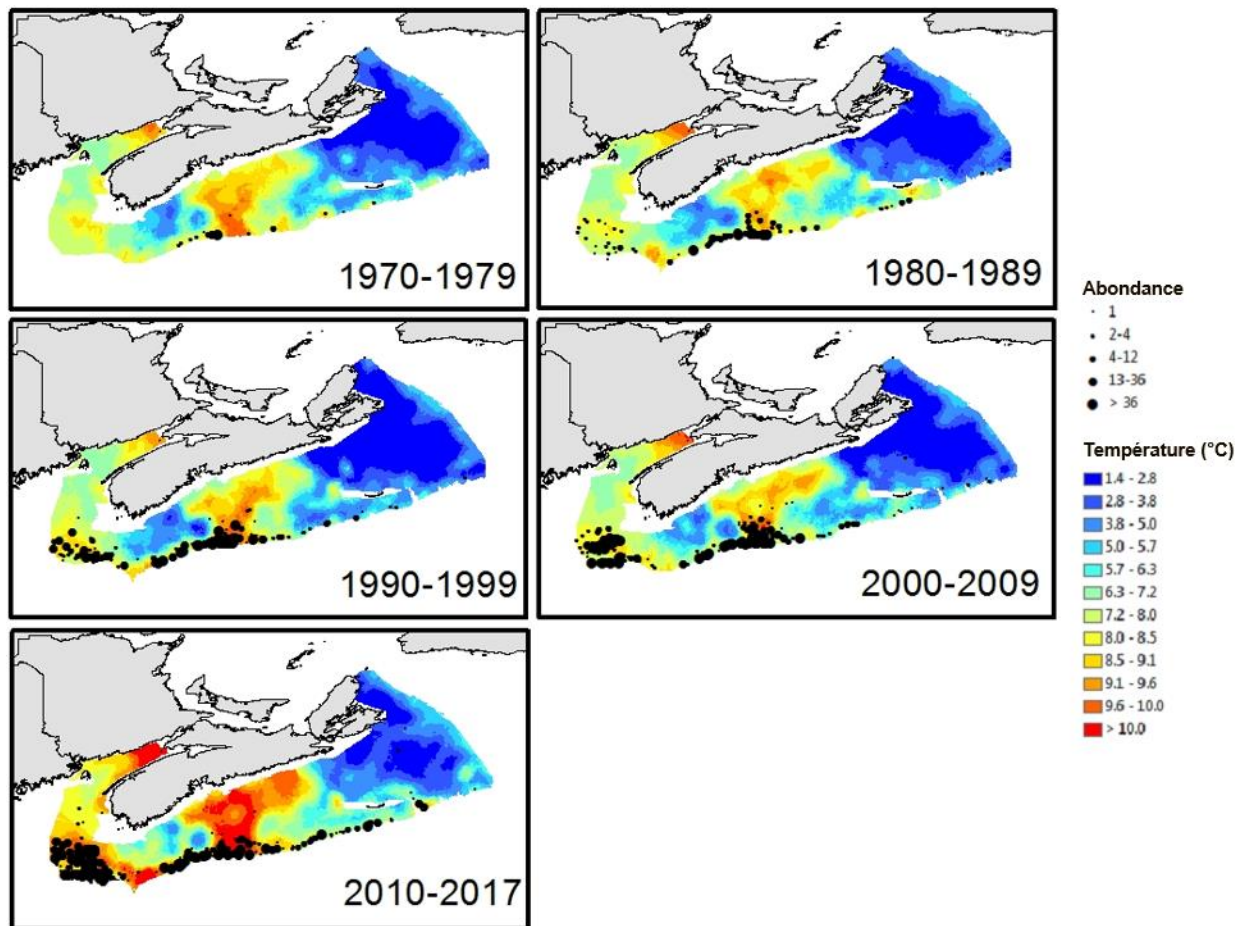 1970-1979
1980-1989
1990-1999
2000-2009
2010-2017
Abondance
1
2-4
4-12
13-36
> 36
Température (°C)
1.4 - 2.8
2.8 - 3.8
3.8 - 5.0
5.0 - 5.7
5.7 - 6.3
6.3 - 7.2
7.2 - 8.0
8.0 - 8.5
8.5 - 9.1
9.1 - 9.6
9.6 - 10.0
> 10.0